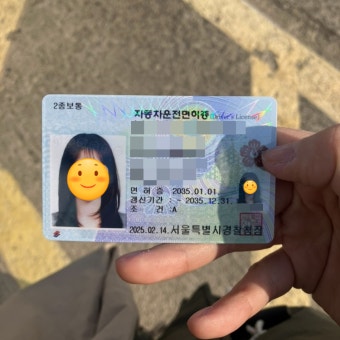 2종보통
자동차운전면허증(Driver's License)
면 허 증 2035.01.01.
갱신기간 : ~ 2035.12.31.
조 건 :A
2025.02.14. 서울특별시경찰청장